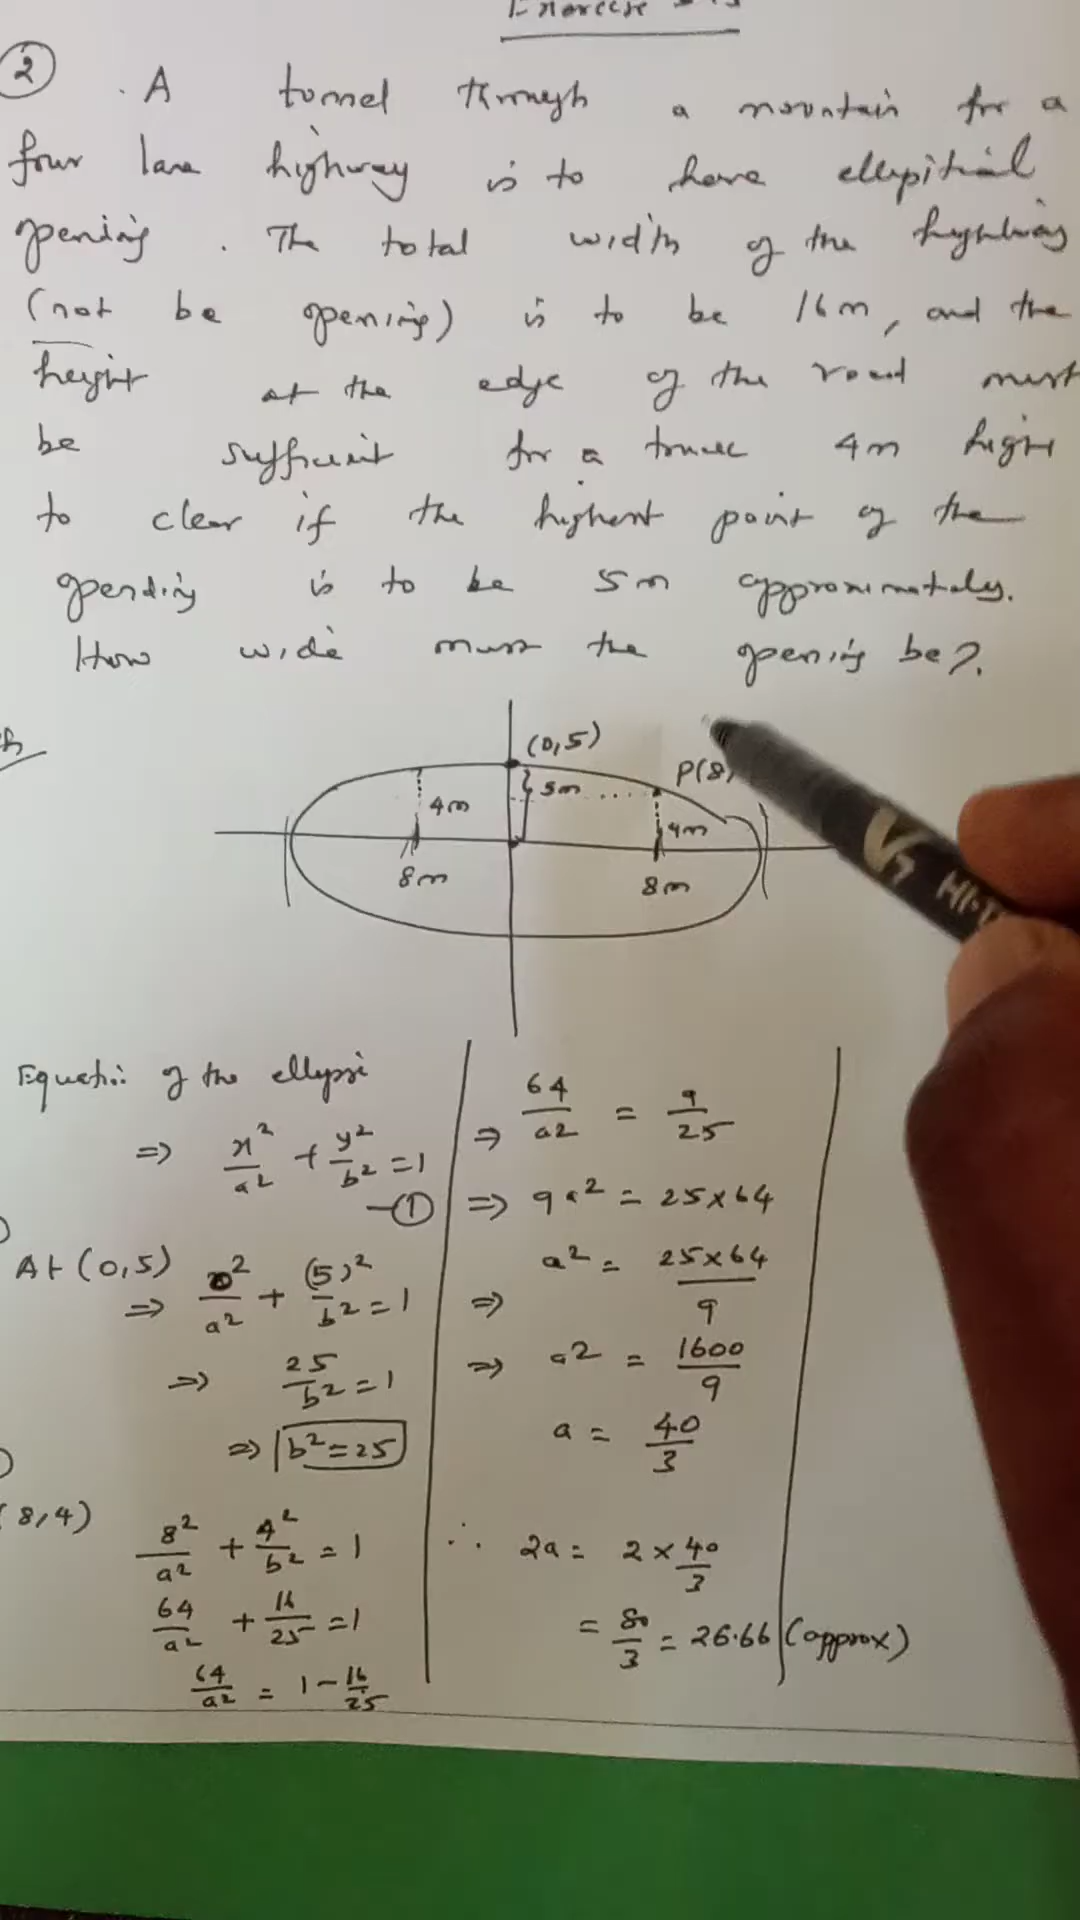 Exercise
2
A tunnel through a mountain for a
four lane highway is to have elliptical
opening . The total width of the highway
(not be opening) is to be 16m, and the
height at the edge of the road must
be sufficient for a truck 4m high
to clear if the highest point of the
opening is to be 5m approximately.
How wide must the opening be?
(0,5)
P(8,
5m
4m
4m
8m
8m
V7 HI-T
Equation of the ellipse
⇒ x²/a² + y²/b² = 1 —①
At (0,5)
⇒ 0²/a² + (5)²/b² = 1
⇒ 25/b² = 1
⇒ b² = 25
(8,4)
8²/a² + 4²/b² = 1
64/a² + 16/25 = 1
64/a² = 1 - 16/25
⇒ 64/a² = 9/25
⇒ 9a² = 25×64
⇒ a² = 25×64/9
⇒ a² = 1600/9
a = 40/3
∴ 2a = 2 × 40/3
= 80/3 = 26.66 (approx)